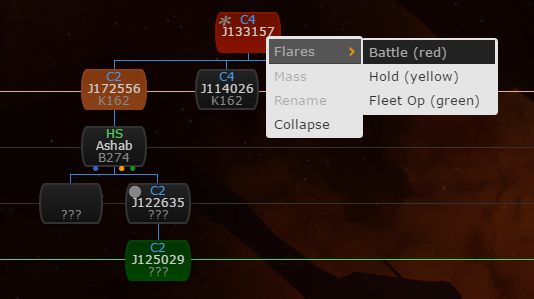 C4
J133157
Flares
Battle (red)
Mass
Hold (yellow)
Rename
Fleet Op (green)
Collapse
C2
J172556
K162
C4
J114026
K162
HS
Ashab
B274
???
C2
J122635
???
C2
J125029
???